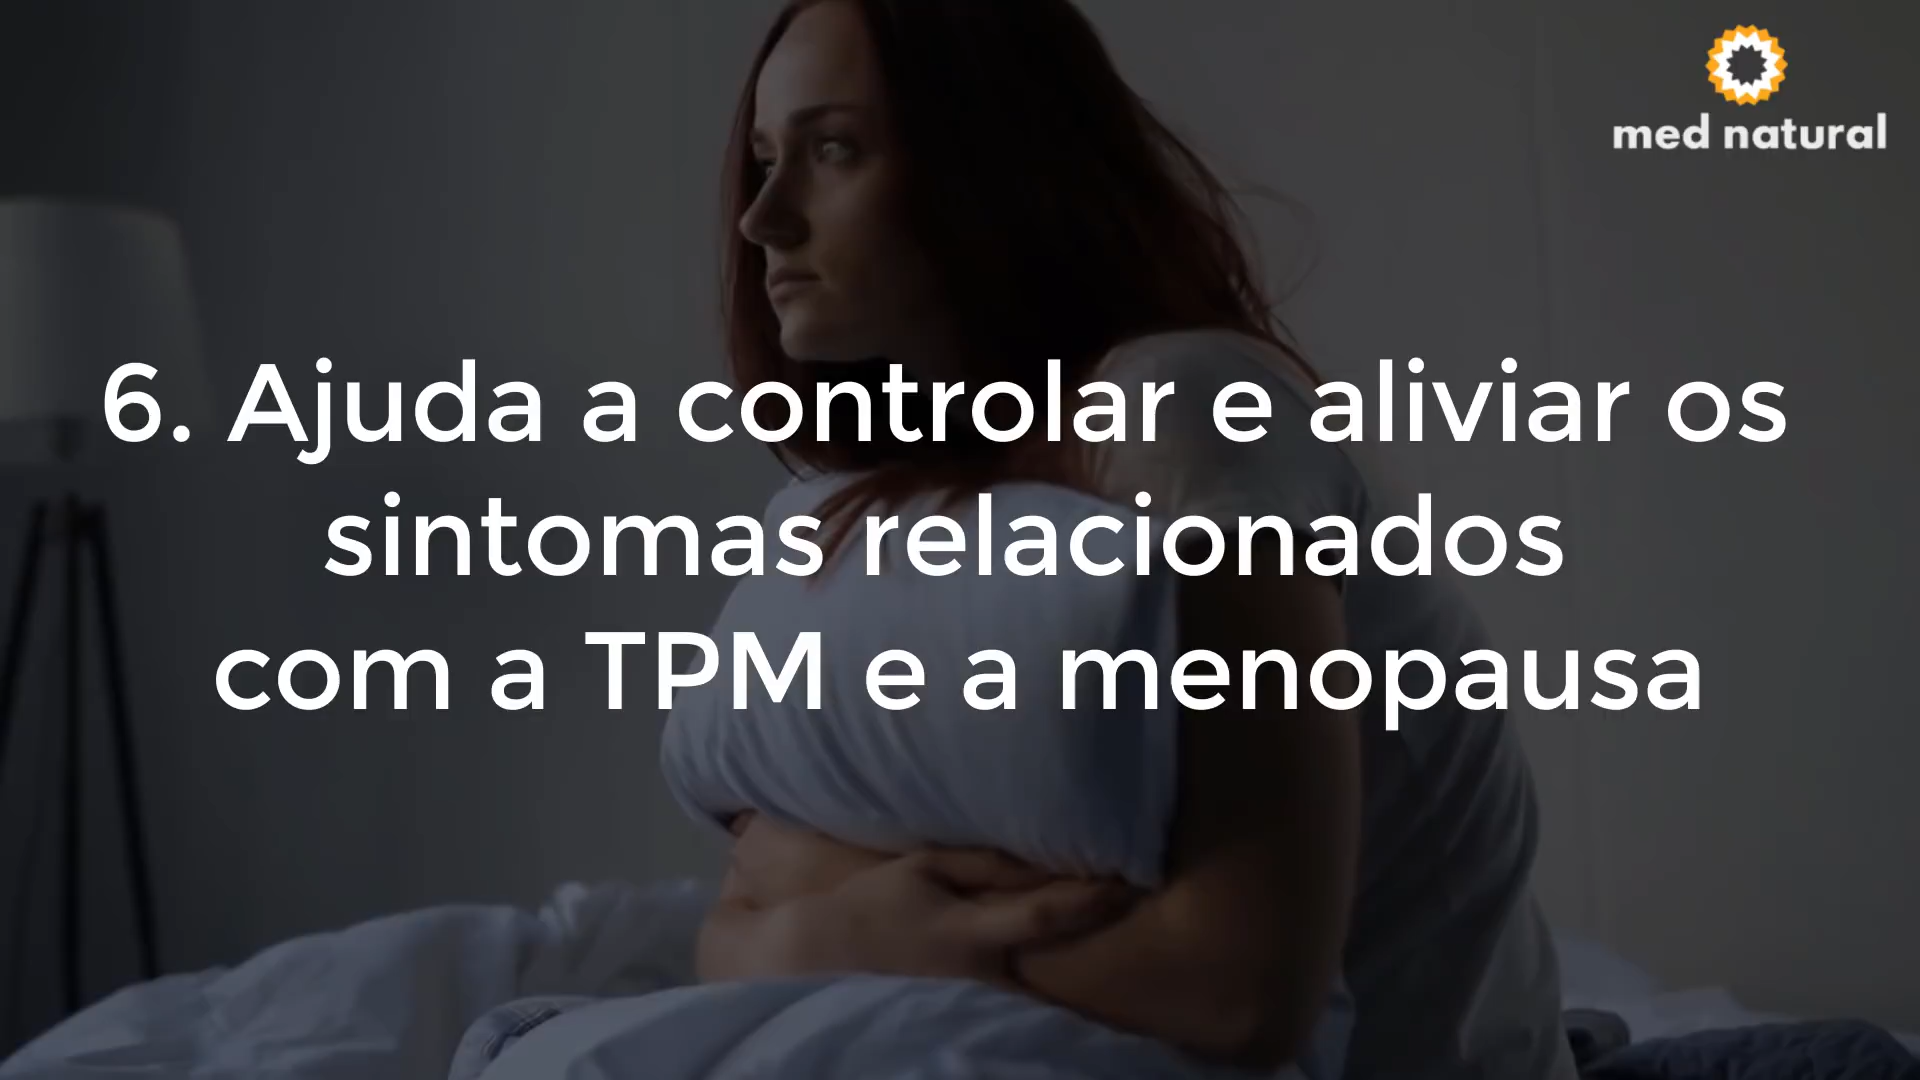 med natural
6. Ajuda a controlar e aliviar os
sintomas relacionados
com a TPM e a menopausa